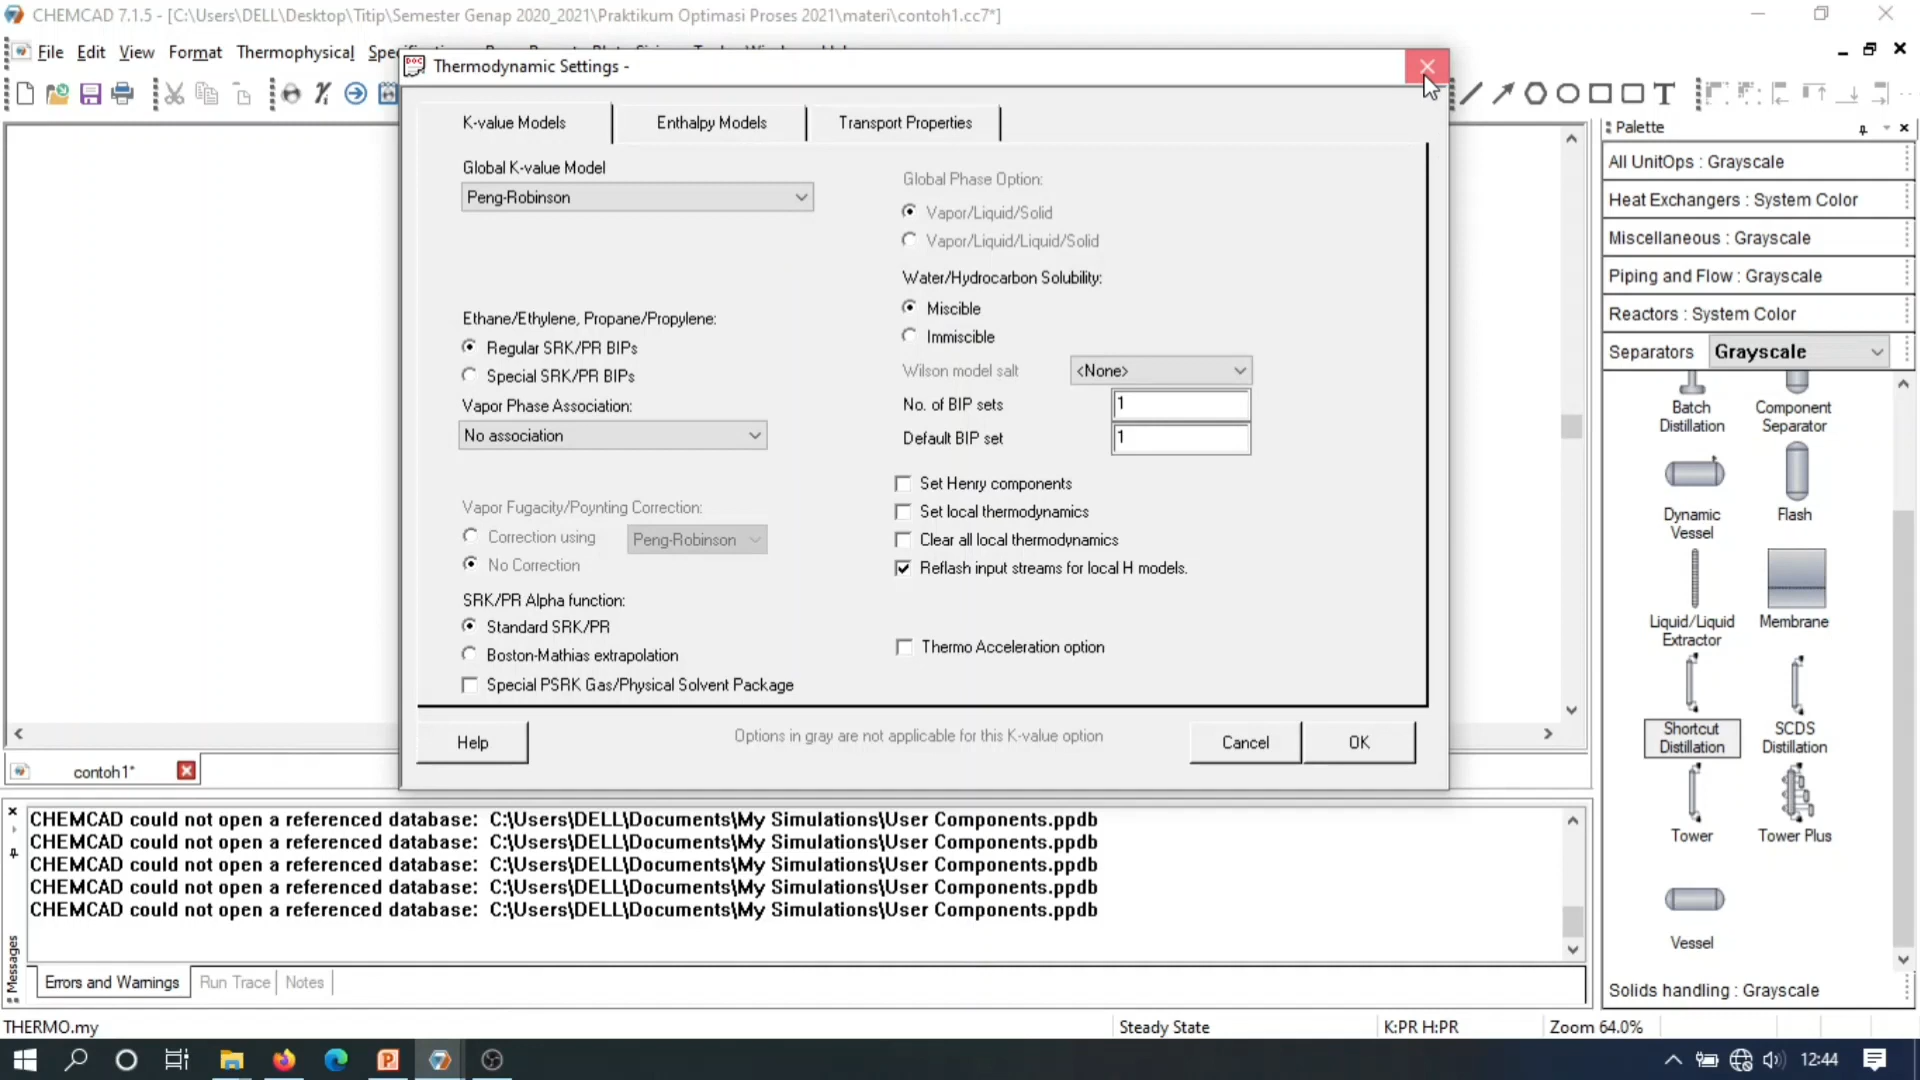 CHEMCAD 7.1.5 - [C:\Users\DELL\Desktop\Titip\Semester Genap 2020_2021\Praktikum Optimasi Proses 2021\materi\contoh1.cc7*]
File Edit View Format Thermophysical
Thermodynamic Settings -
K-value Models
Enthalpy Models
Transport Properties
Global K-value Model
Peng-Robinson
Ethane/Ethylene, Propane/Propylene:
Regular SRK/PR BIPs
Special SRK/PR BIPs
Vapor Phase Association:
No association
Vapor Fugacity/Poynting Correction:
Correction using
Peng-Robinson
No Correction
SRK/PR Alpha function:
Standard SRK/PR
Boston-Mathias extrapolation
Special PSRK Gas/Physical Solvent Package
Global Phase Option:
Vapor/Liquid/Solid
Vapor/Liquid/Liquid/Solid
Water/Hydrocarbon Solubility:
Miscible
Immiscible
Wilson model salt
<None>
No. of BIP sets
1
Default BIP set
1
Set Henry components
Set local thermodynamics
Clear all local thermodynamics
Reflash input streams for local H models.
Thermo Acceleration option
Help
Options in gray are not applicable for this K-value option
Cancel
OK
Palette
All UnitOps : Grayscale
Heat Exchangers : System Color
Miscellaneous : Grayscale
Piping and Flow : Grayscale
Reactors : System Color
Separators
Grayscale
Batch
Distillation
Component
Separator
Dynamic
Vessel
Flash
Liquid/Liquid
Extractor
Membrane
Shortcut
Distillation
SCDS
Distillation
Tower
Tower Plus
Vessel
Solids handling : Grayscale
contoh1*
CHEMCAD could not open a referenced database: C:\Users\DELL\Documents\My Simulations\User Components.ppdb
CHEMCAD could not open a referenced database: C:\Users\DELL\Documents\My Simulations\User Components.ppdb
CHEMCAD could not open a referenced database: C:\Users\DELL\Documents\My Simulations\User Components.ppdb
CHEMCAD could not open a referenced database: C:\Users\DELL\Documents\My Simulations\User Components.ppdb
CHEMCAD could not open a referenced database: C:\Users\DELL\Documents\My Simulations\User Components.ppdb
Messages
Errors and Warnings
Run Trace
Notes
THERMO.my
Steady State
K:PR H:PR
Zoom 64.0%
12:44